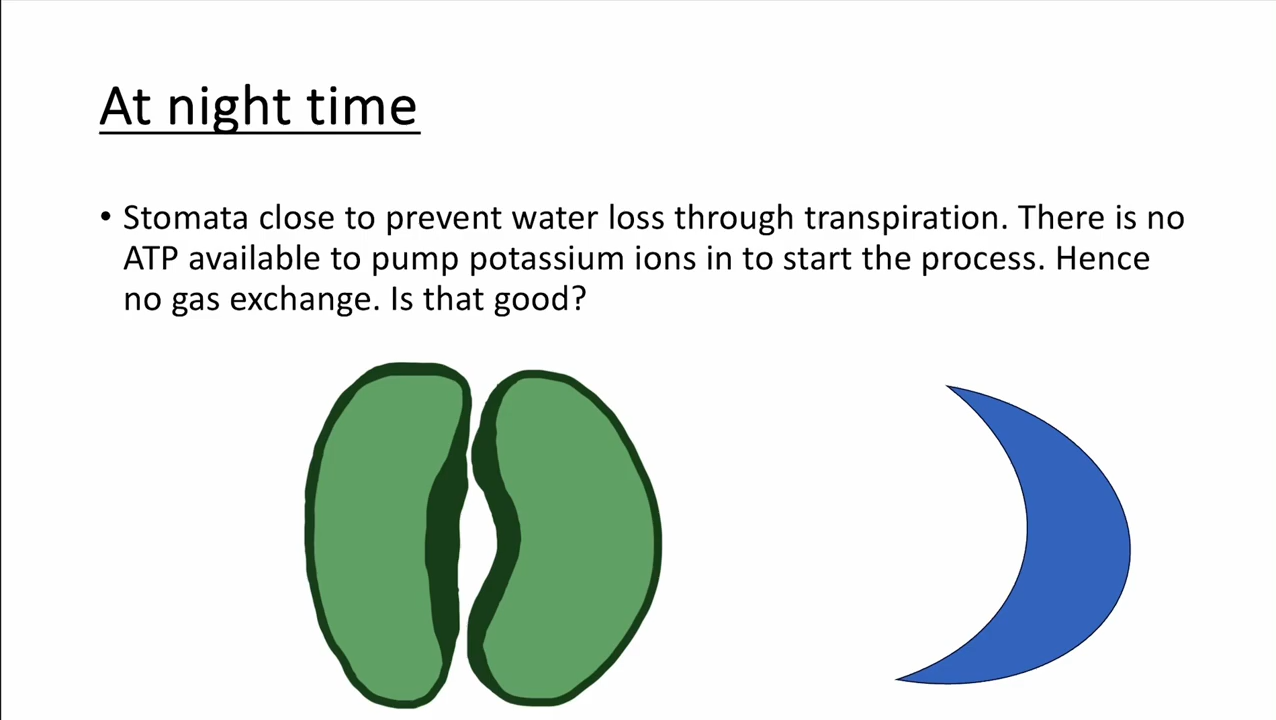 At night time
• Stomata close to prevent water loss through transpiration. There is no
ATP available to pump potassium ions in to start the process. Hence
no gas exchange. Is that good?